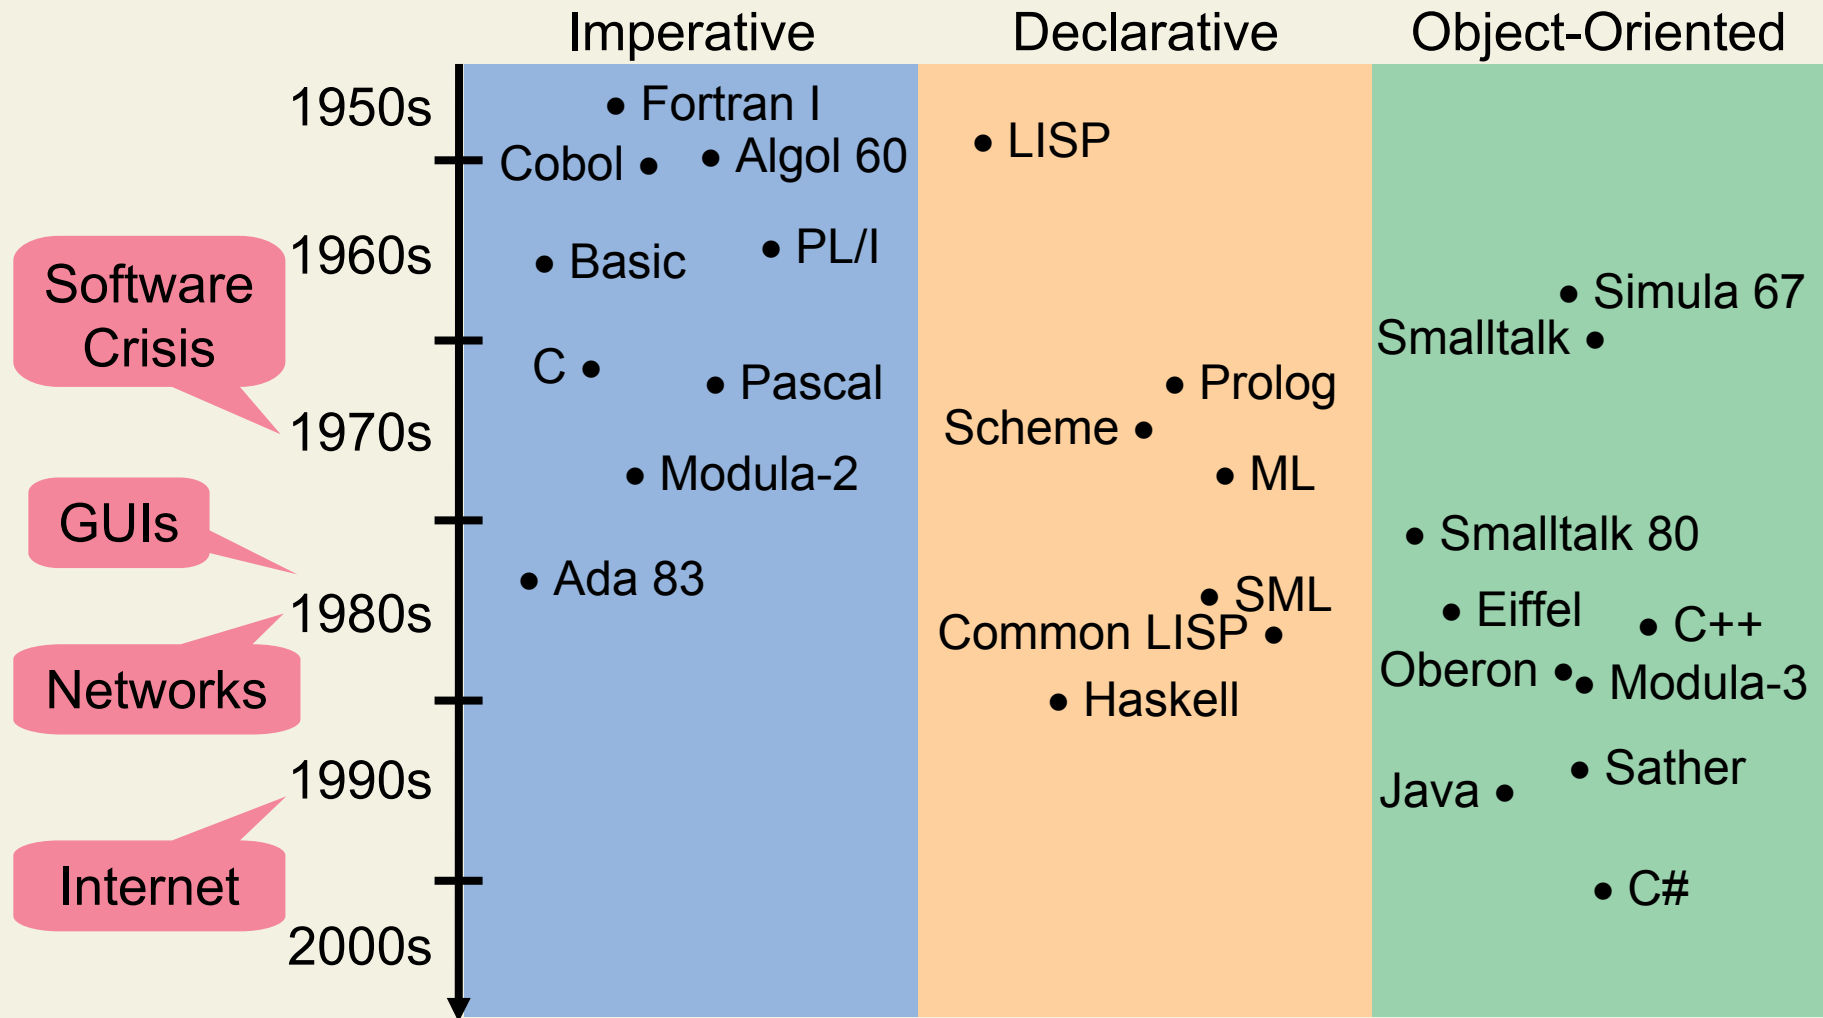 Imperative
Declarative
Object-Oriented
1950s
Fortran I
LISP
Cobol
Algol 60
1960s
Basic
PL/I
Software
Crisis
Simula 67
Smalltalk
C
Pascal
Prolog
1970s
Scheme
Modula-2
ML
GUIs
Smalltalk 80
Ada 83
1980s
SML
Eiffel
C++
Common LISP
Networks
Oberon
Modula-3
Haskell
1990s
Sather
Java
Internet
C#
2000s